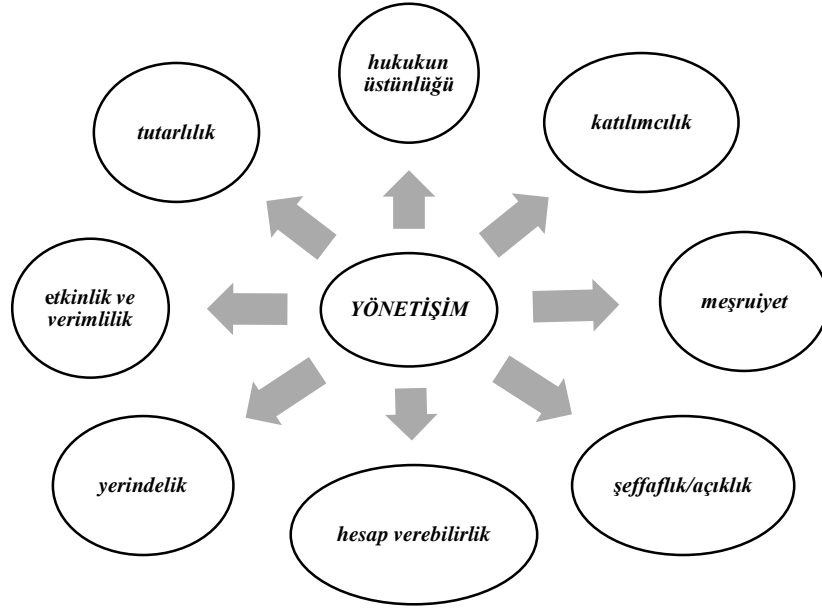 hukukun
üstünlüğü
tutarlılık
katılımcılık
etkinlik ve
verimlilik
YÖNETİŞİM
meşruiyet
yerindelik
hesap verebilirlik
şeffaflık/açıklık